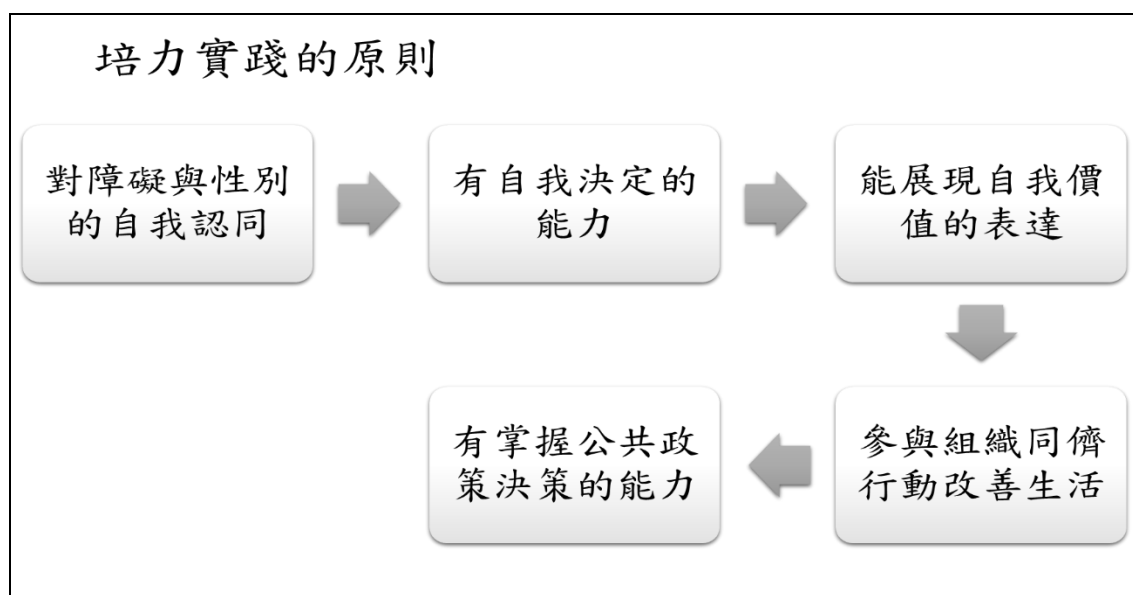 培力實踐的原則
對障礙與性別
的自我認同
有自我決定的
能力
能展現自我價
值的表達
參與組織同儕
行動改善生活
有掌握公共政
策決策的能力